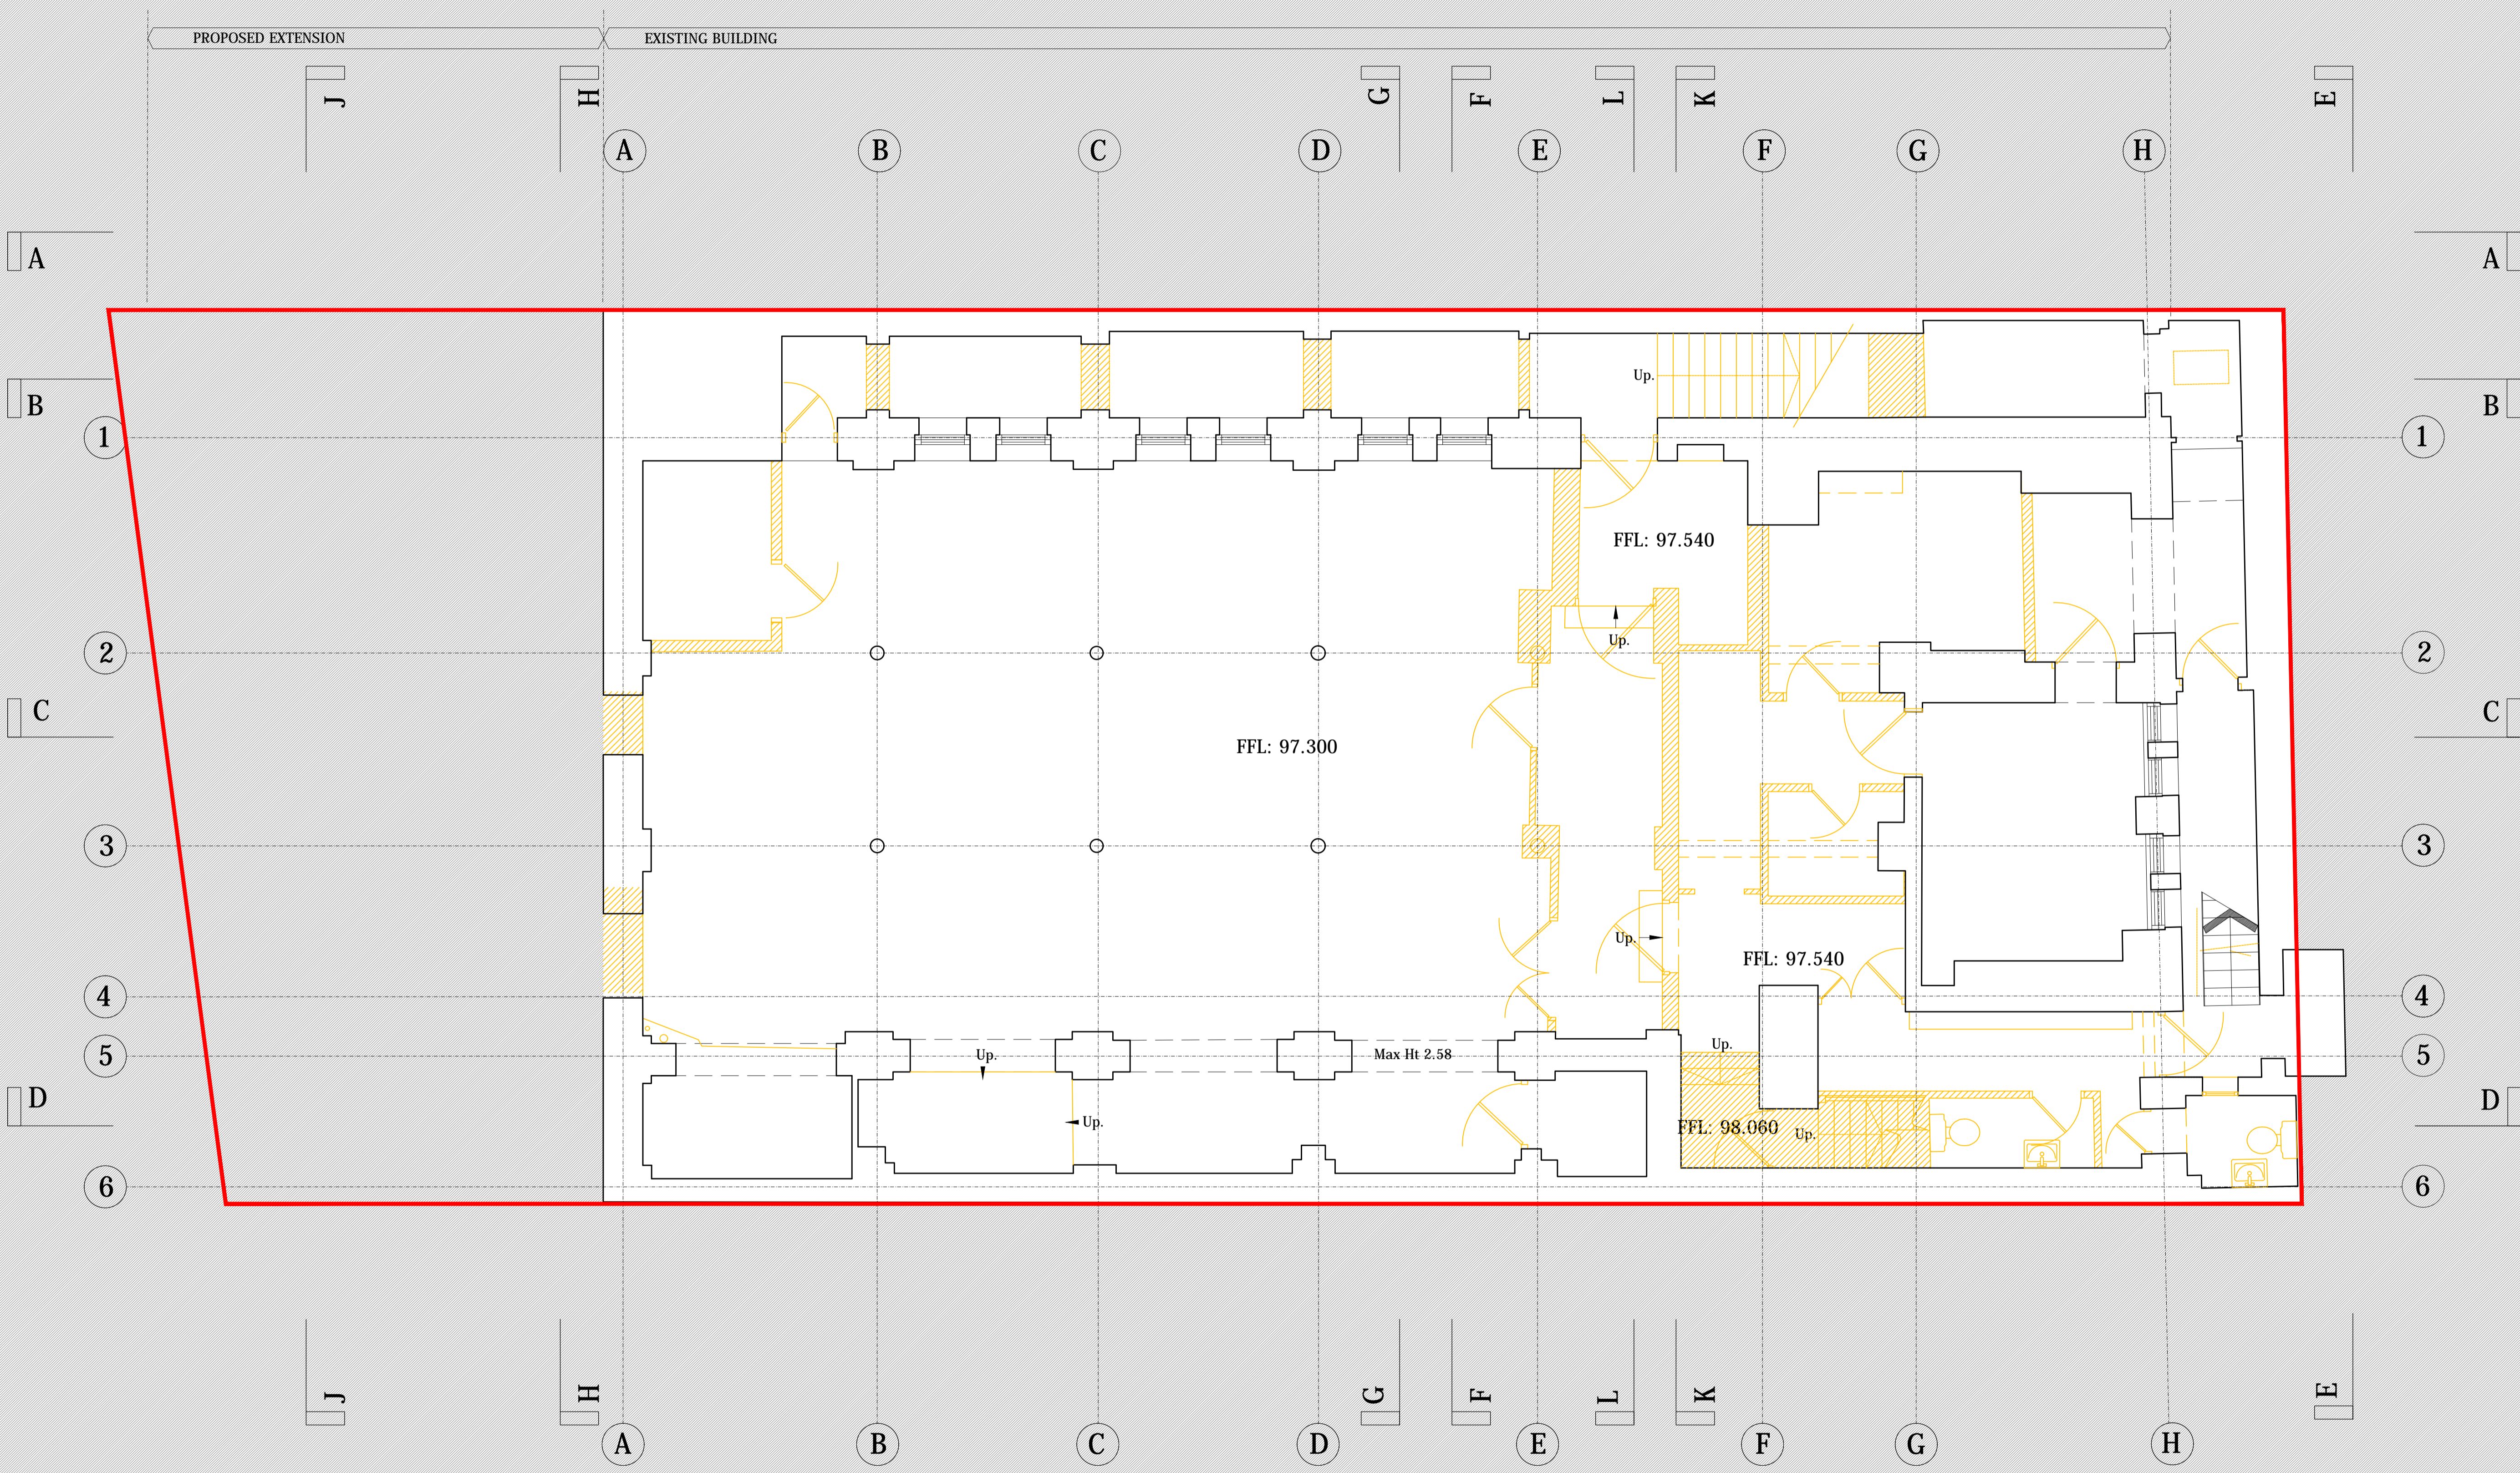 PROPOSED EXTENSION
EXISTING BUILDING
J
H
G
F
L
K
E
A
B
C
D
E
F
G
H
A
A
B
B
1
1
Up.
FFL: 97.540
Up.
2
2
C
C
FFL: 97.300
3
3
Up.
FFL: 97.540
4
4
Up.
Up.
Max Ht 2.58
5
5
D
D
Up.
FFL: 98.060
Up.
6
6
J
H
G
F
L
K
E
A
B
C
D
E
F
G
H